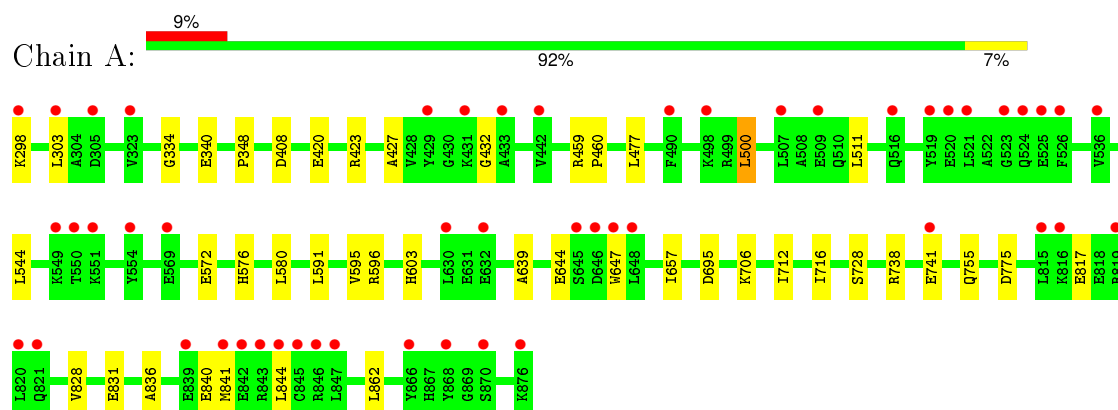 9%
Chain A:
92% 7%
K298 L303 A304 D305 V323 G334 E340 P348 D408 E420 R423 A427 Y428 Y429 G430 K431 G432 A433 V442 R459 P460 L477 F490 K498 R499 L500 L507 A508 E509 Q510 L511 Q516 Y519 E520 L521 A522 G523 Q524 E525 F526 V536
L544 K549 T550 K551 Y554 E569 E572 H576 L580 L591 V595 R596 H603 L630 E631 E632 A639 E644 S645 D646 W647 L648 I657 D695 K706 I712 I716 S728 R738 E741 Q755 D775 L815 K816 E817 E818 R819
L820 Q821 V828 E831 A836 E839 E840 M841 E842 R843 L844 C845 R846 L847 L862 Y866 H867 Y868 G869 S870 K876